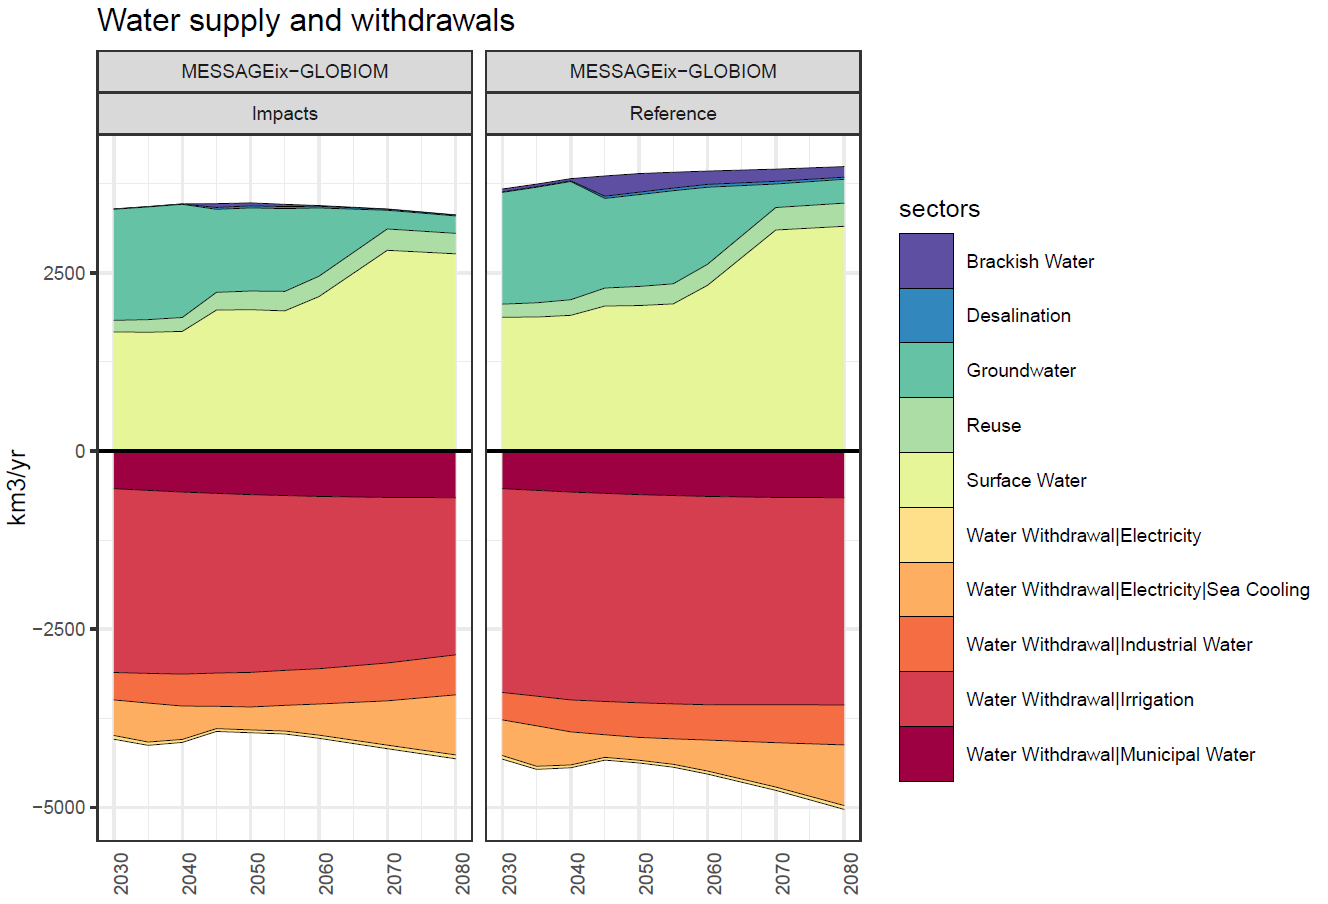 Water supply and withdrawals
MESSAGEix−GLOBIOM
MESSAGEix−GLOBIOM
Impacts
Reference
km3/yr
2500
0
−2500
−5000
2030
2040
2050
2060
2070
2080
2030
2040
2050
2060
2070
2080
sectors
Brackish Water
Desalination
Groundwater
Reuse
Surface Water
Water Withdrawal|Electricity
Water Withdrawal|Electricity|Sea Cooling
Water Withdrawal|Industrial Water
Water Withdrawal|Irrigation
Water Withdrawal|Municipal Water